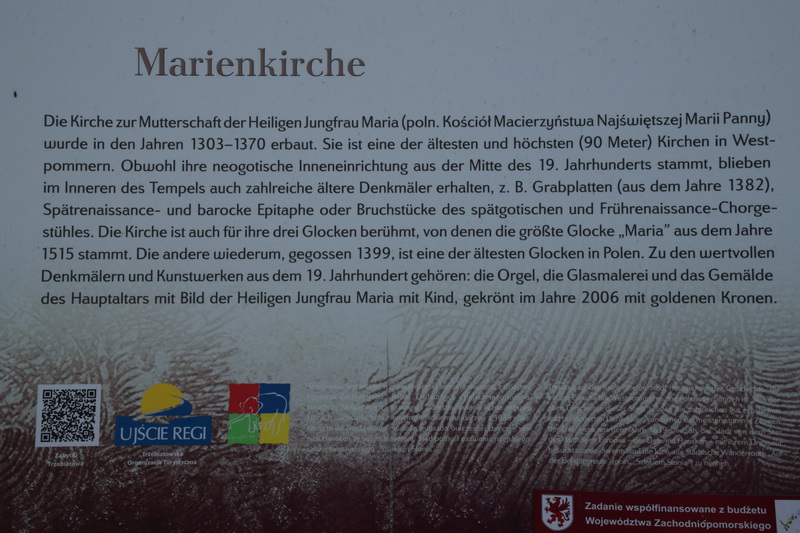 Marienkirche
Die Kirche zur Mutterschaft der Heiligen Jungfrau Maria (poln. Kościół Macierzyństwa Najświętszej Marii Panny)
wurde in den Jahren 1303–1370 erbaut. Sie ist eine der ältesten und höchsten (90 Meter) Kirchen in West-
pommern. Obwohl ihre neogotische Inneneinrichtung aus der Mitte des 19. Jahrhunderts stammt, blieben
im Inneren des Tempels auch zahlreiche ältere Denkmäler erhalten, z. B. Grabplatten (aus dem Jahre 1382),
Spätrenaissance- und barocke Epitaphe oder Bruchstücke des spätgotischen und Frührenaissance-Chorge-
stühles. Die Kirche ist auch für ihre drei Glocken berühmt, von denen die größte Glocke „Maria” aus dem Jahre
1515 stammt. Die andere wiederum, gegossen 1399, ist eine der ältesten Glocken in Polen. Zu den wertvollen
Denkmälern und Kunstwerken aus dem 19. Jahrhundert gehören: die Orgel, die Glasmalerei und das Gemälde
des Hauptaltars mit Bild der Heiligen Jungfrau Maria mit Kind, gekrönt im Jahre 2006 mit goldenen Kronen.
UJŚCIE REGI
Zabytki
Trzebiatowa
Trzebiatowska
Organizacja Turystyczna
Zadanie współfinansowane z budżetu
Województwa Zachodniopomorskiego